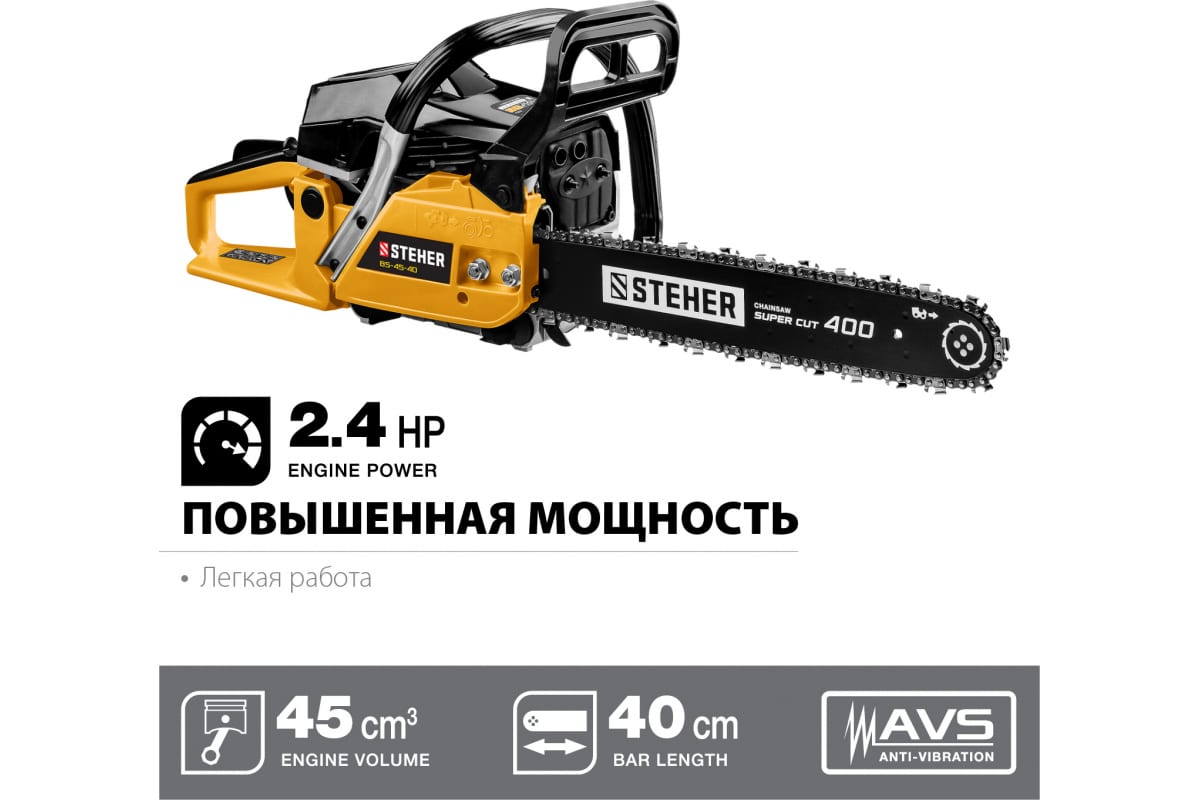 STEHER
BS-45-40
STEHER
CHAINSAW
SUPER CUT 400
2.4 HP
ENGINE POWER
ПОВЫШЕННАЯ МОЩНОСТЬ
• Легкая работа
45 cm³
ENGINE VOLUME
40 cm
BAR LENGTH
AVS
ANTI-VIBRATION